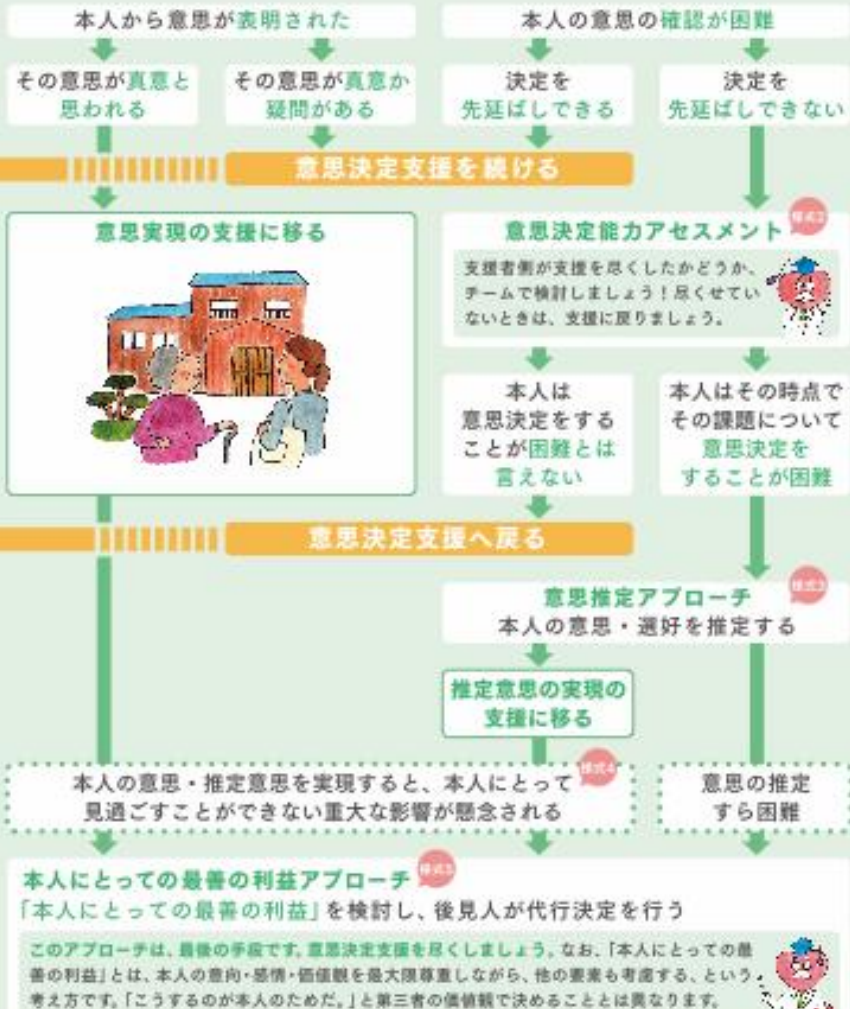 本人から意思が表明された
本人の意思の確認が困難
その意思が真意と
思われる
その意思が真意か
疑問がある
決定を
先延ばしできる
決定を
先延ばしできない
意思決定支援を続ける
意思実現の支援に移る
意思決定能力アセスメント
様式2
支援者側が支援を尽くしたかどうか、
チームで検討しましょう！尽くせてい
ないときは、支援に戻りましょう。
本人は
意思決定をする
ことが困難とは
言えない
本人はその時点で
その課題について
意思決定を
することが困難
意思決定支援へ戻る
意思推定アプローチ
様式3
本人の意思・選好を推定する
推定意思の実現の
支援に移る
様式4
本人の意思・推定意思を実現すると、本人にとって
見過ごすことができない重大な影響が懸念される
意思の推定
すら困難
本人にとっての最善の利益アプローチ
様式5
「本人にとっての最善の利益」を検討し、後見人が代行決定を行う
このアプローチは、最後の手段です。意思決定支援を尽くしましょう。なお、「本人にとっての最
善の利益」とは、本人の意向・感情・価値観を最大限尊重しながら、他の要素も考慮する、という
考え方です。「こうするのが本人のためだ。」と第三者の価値観で決めることとは異なります。